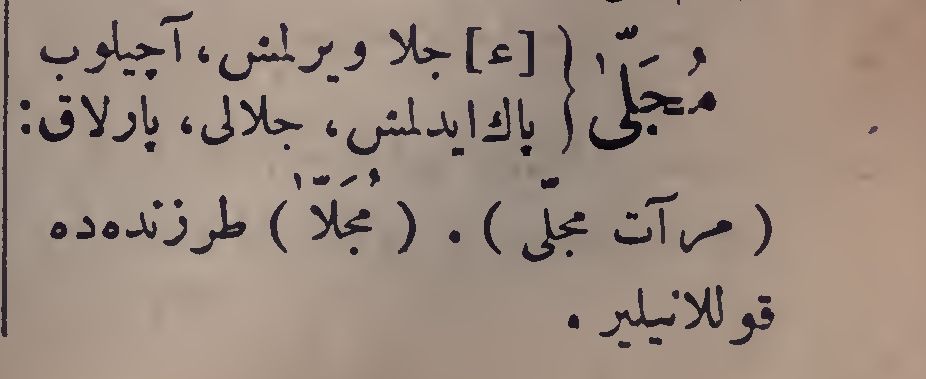 مُجَلّٰى { [ع] جلا ویرلمش، آچیلوب
پاك ایدلمش، جلالی، پارلاق:
( مرآت مجلّی ) . ( مُجَلَّاٰ ) طرزنده‌ده
قوللانیلیر .